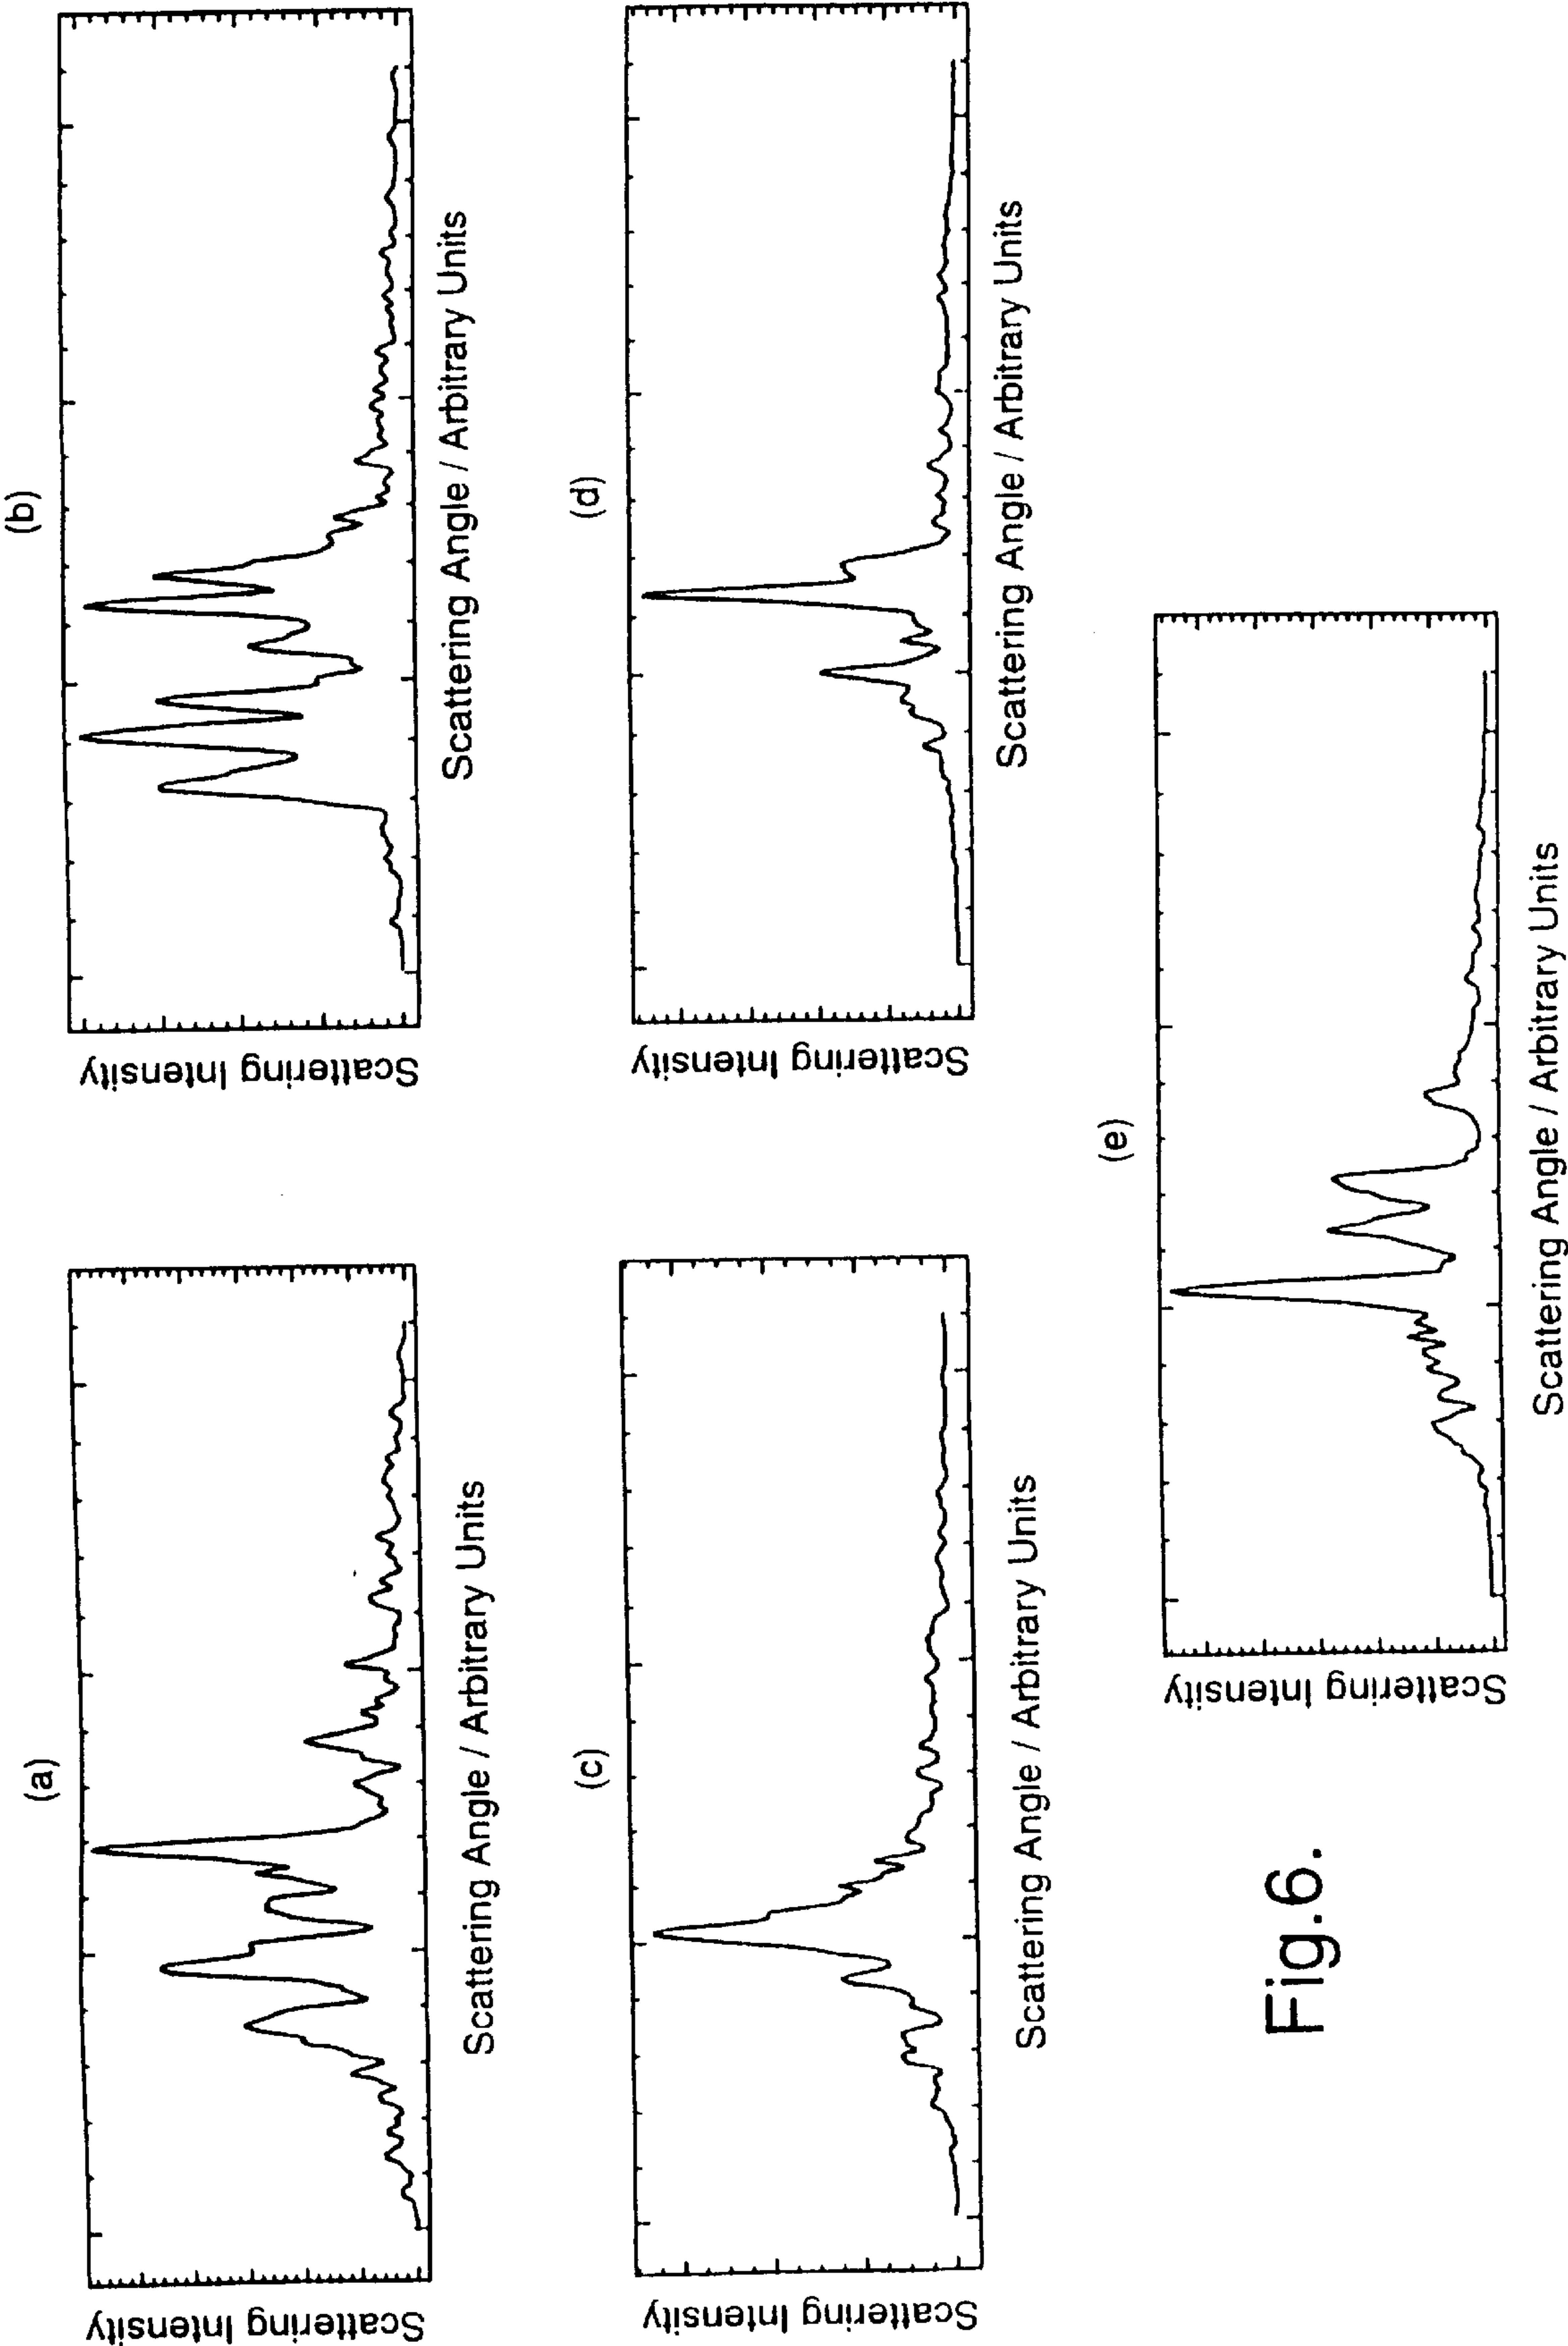 (a)
Scattering Intensity
Scattering Angle / Arbitrary Units
(b)
Scattering Intensity
Scattering Angle / Arbitrary Units
(c)
Scattering Intensity
Scattering Angle / Arbitrary Units
(d)
Scattering Intensity
Scattering Angle / Arbitrary Units
(e)
Scattering Intensity
Scattering Angle / Arbitrary Units
Fig.6.